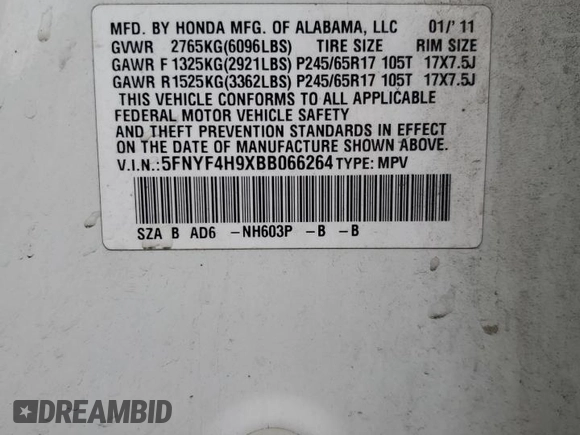 MFD. BY HONDA MFG. OF ALABAMA, LLC 01/'11
GVWR 2765KG(6096LBS) TIRE SIZE RIM SIZE
GAWR F 1325KG(2921LBS) P245/65R17 105T 17X7.5J
GAWR R 1525KG(3362LBS) P245/65R17 105T 17X7.5J
THIS VEHICLE CONFORMS TO ALL APPLICABLE
FEDERAL MOTOR VEHICLE SAFETY
AND THEFT PREVENTION STANDARDS IN EFFECT
ON THE DATE OF MANUFACTURE SHOWN ABOVE.
V.I.N.:5FNYF4H9XBB066264 TYPE: MPV
SZA B AD6 -NH603P -B -B
DREAMBID